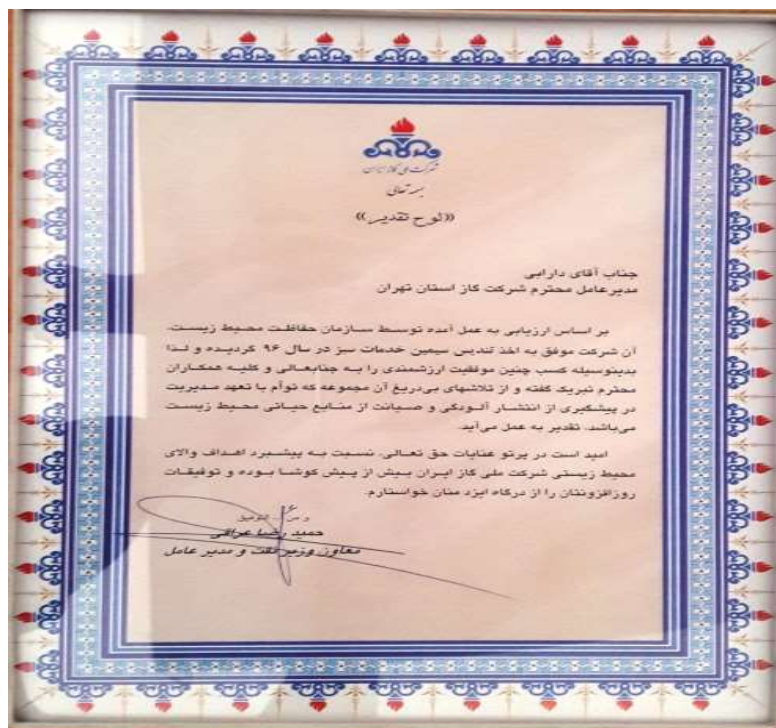 شرکت ملی گاز ایران
بسمه تعالی
«لوح تقدیر»
جناب آقای دارابی
مدیرعامل محترم شرکت گاز استان تهران
بر اساس ارزیابی به عمل آمده توسط سازمان حفاظت محیط زیست،
آن شرکت موفق به اخذ تندیس سیمین خدمات سبز در سال ۹۶ گردیده و لذا
بدینوسیله کسب چنین موفقیت ارزشمندی را به جنابعالی و کلیه همکاران
محترم تبریک گفته و از تلاشهای بی‌دریغ آن مجموعه که توأم با تعهد مدیریت
در پیشگیری از انتشار آلودگی و صیانت از منابع حیاتی محیط زیست
می‌باشد، تقدیر به عمل می‌آید.
امید است در پرتو عنایات حق تعالی، نسبت به پیشبرد اهداف والای
محیط زیستی شرکت ملی گاز ایران بیش از پیش کوشا بوده و توفیقات
روزافزونتان را از درگاه ایزد منان خواستارم.
و من التوفیق
حمید رضا عراقی
معاون وزیر نفت و مدیر عامل